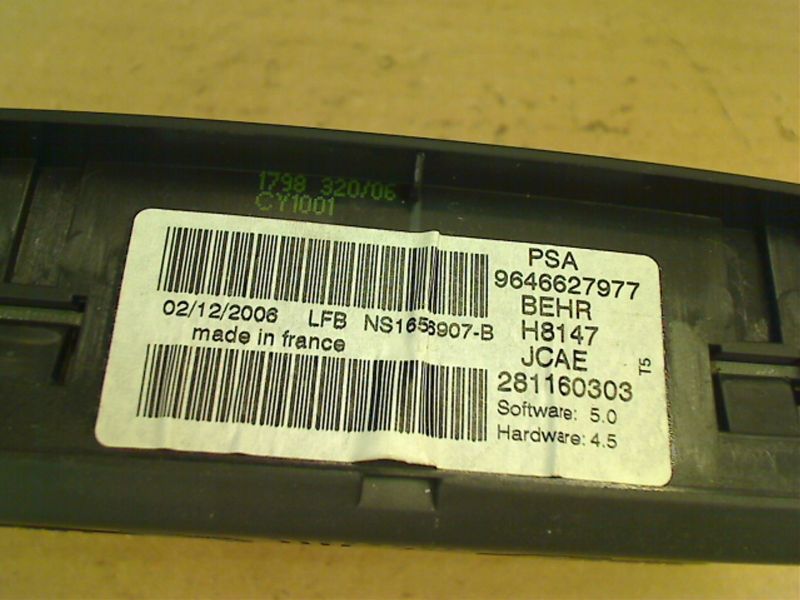 1798 320/06
CY1001
PSA
9646627977
BEHR
H8147
JCAE
281160303
Software: 5.0
Hardware: 4.5
T5
02/12/2006 LFB
made in france